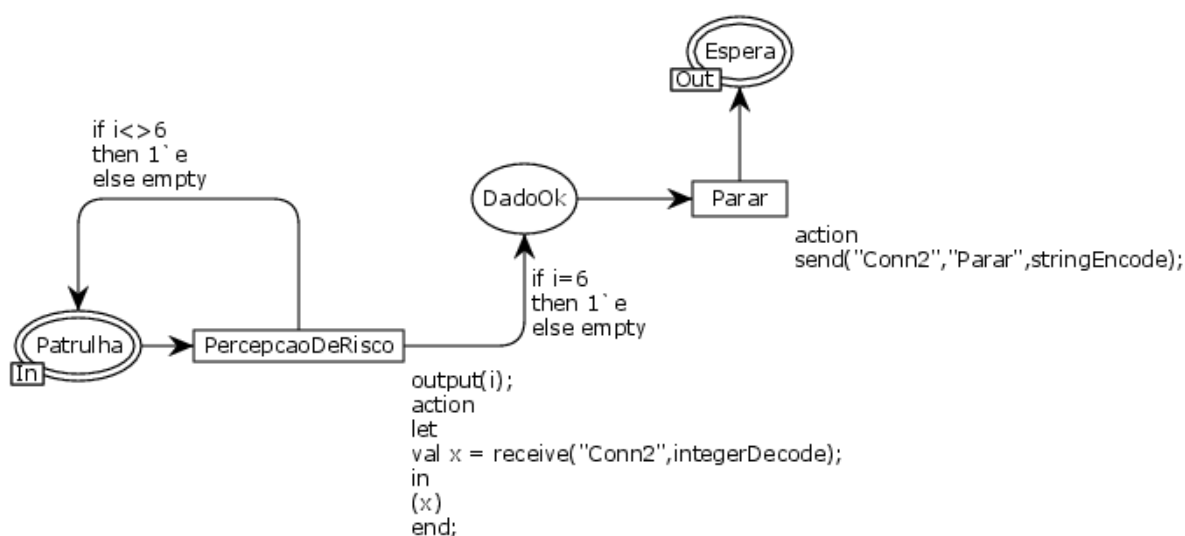 Espera
Out
if i<>6
then 1`e
else empty
DadoOk
Parar
action
send("Conn2","Parar",stringEncode);
if i=6
then 1`e
else empty
Patrulha
In
PercepcaoDeRisco
output(i);
action
let
val x = receive("Conn2",integerDecode);
in
(x)
end;